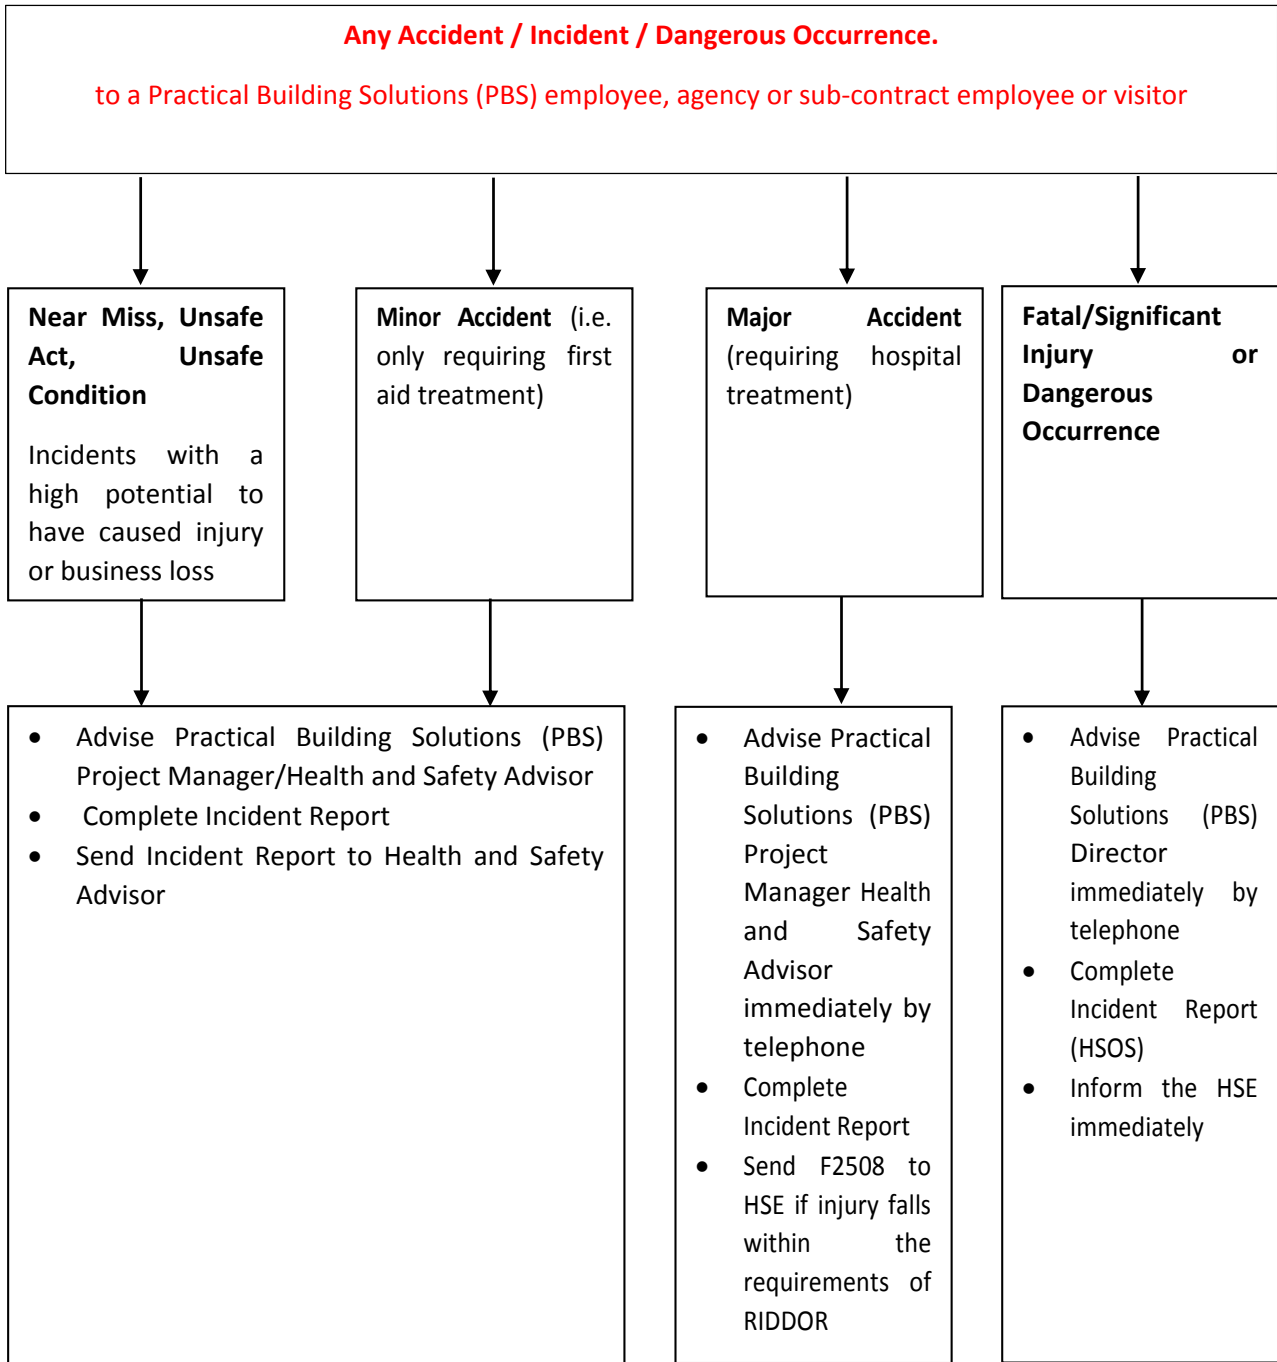 Any Accident / Incident / Dangerous Occurrence.
to a Practical Building Solutions (PBS) employee, agency or sub-contract employee or visitor
Near Miss, Unsafe
Act, Unsafe
Condition
Incidents with a
high potential to
have caused injury
or business loss
Minor Accident (i.e.
only requiring first
aid treatment)
Major Accident
(requiring hospital
treatment)
Fatal/Significant
Injury or
Dangerous
Occurrence
• Advise Practical Building Solutions (PBS)
Project Manager/Health and Safety Advisor
• Complete Incident Report
• Send Incident Report to Health and Safety
Advisor
• Advise Practical
Building
Solutions (PBS)
Project
Manager Health
and Safety
Advisor
immediately by
telephone
• Complete
Incident Report
• Send F2508 to
HSE if injury falls
within the
requirements of
RIDDOR
• Advise Practical
Building
Solutions (PBS)
Director
immediately by
telephone
• Complete
Incident Report
(HSOS)
• Inform the HSE
immediately